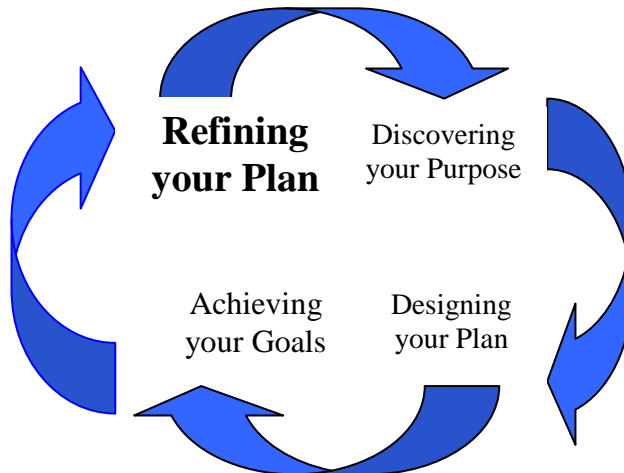 Refining
your Plan
Discovering
your Purpose
Achieving
your Goals
Designing
your Plan